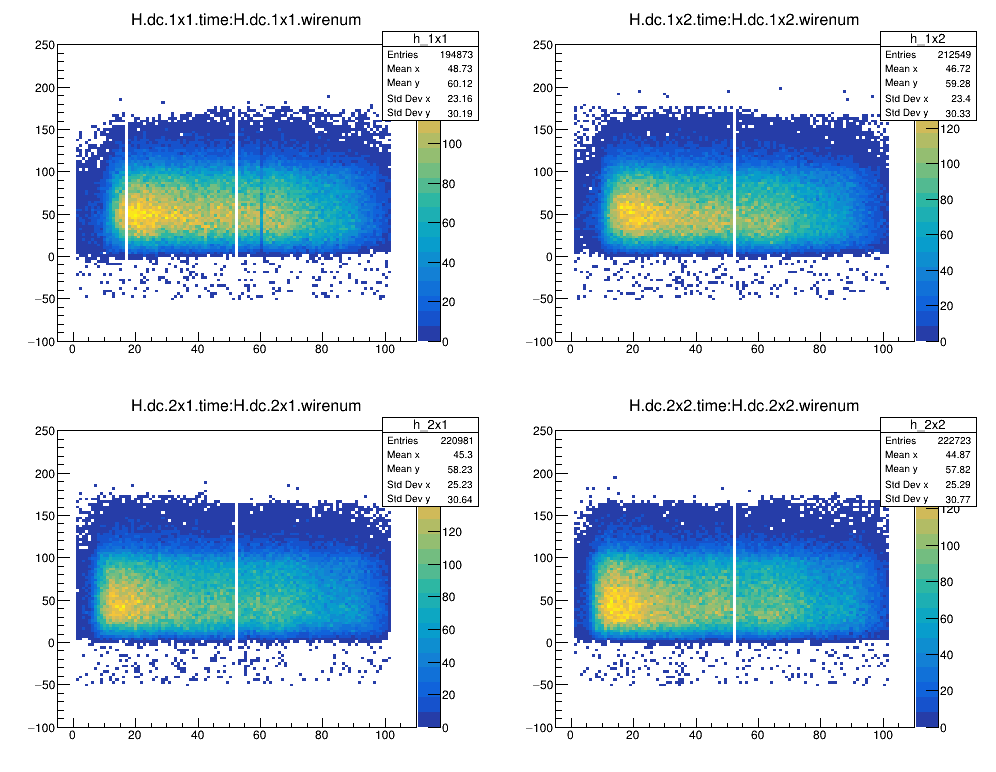 H.dc.1x1.time:H.dc.1x1.wirenum
h_1x1
Entries 194873
Mean x 48.73
Mean y 60.12
Std Dev x 23.16
Std Dev y 30.19
250
200
150
100
50
0
−50
−100
0 20 40 60 80 100
100
80
60
40
20
0
H.dc.1x2.time:H.dc.1x2.wirenum
h_1x2
Entries 212549
Mean x 46.72
Mean y 59.28
Std Dev x 23.4
Std Dev y 30.33
250
200
150
100
50
0
−50
−100
0 20 40 60 80 100
120
100
80
60
40
20
0
H.dc.2x1.time:H.dc.2x1.wirenum
h_2x1
Entries 220981
Mean x 45.3
Mean y 58.23
Std Dev x 25.23
Std Dev y 30.64
250
200
150
100
50
0
−50
−100
0 20 40 60 80 100
120
100
80
60
40
20
0
H.dc.2x2.time:H.dc.2x2.wirenum
h_2x2
Entries 222723
Mean x 44.87
Mean y 57.82
Std Dev x 25.29
Std Dev y 30.77
250
200
150
100
50
0
−50
−100
0 20 40 60 80 100
120
100
80
60
40
20
0